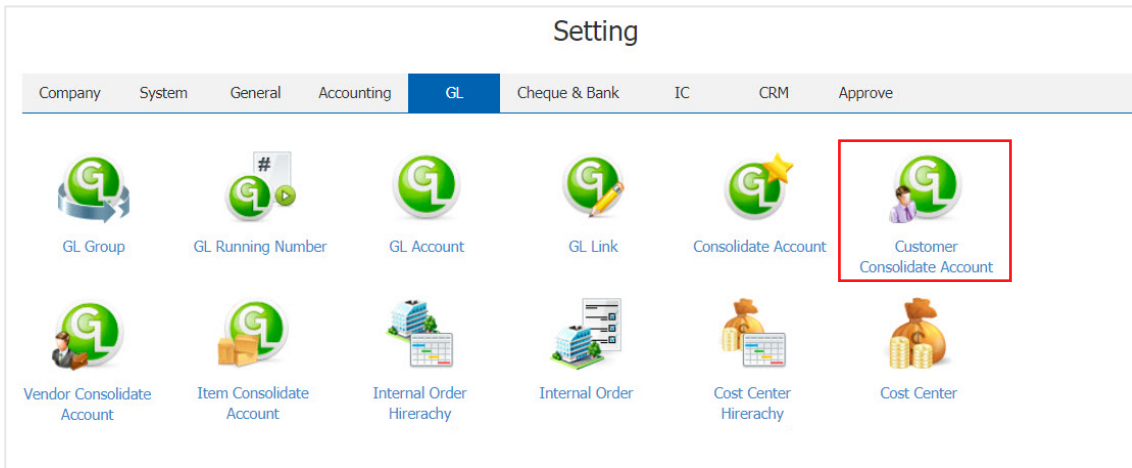 Setting
Company System General Accounting GL Cheque & Bank IC CRM Approve
GL Group
GL Running Number
GL Account
GL Link
Consolidate Account
Customer
Consolidate Account
Vendor Consolidate
Account
Item Consolidate
Account
Internal Order
Hirerachy
Internal Order
Cost Center
Hirerachy
Cost Center